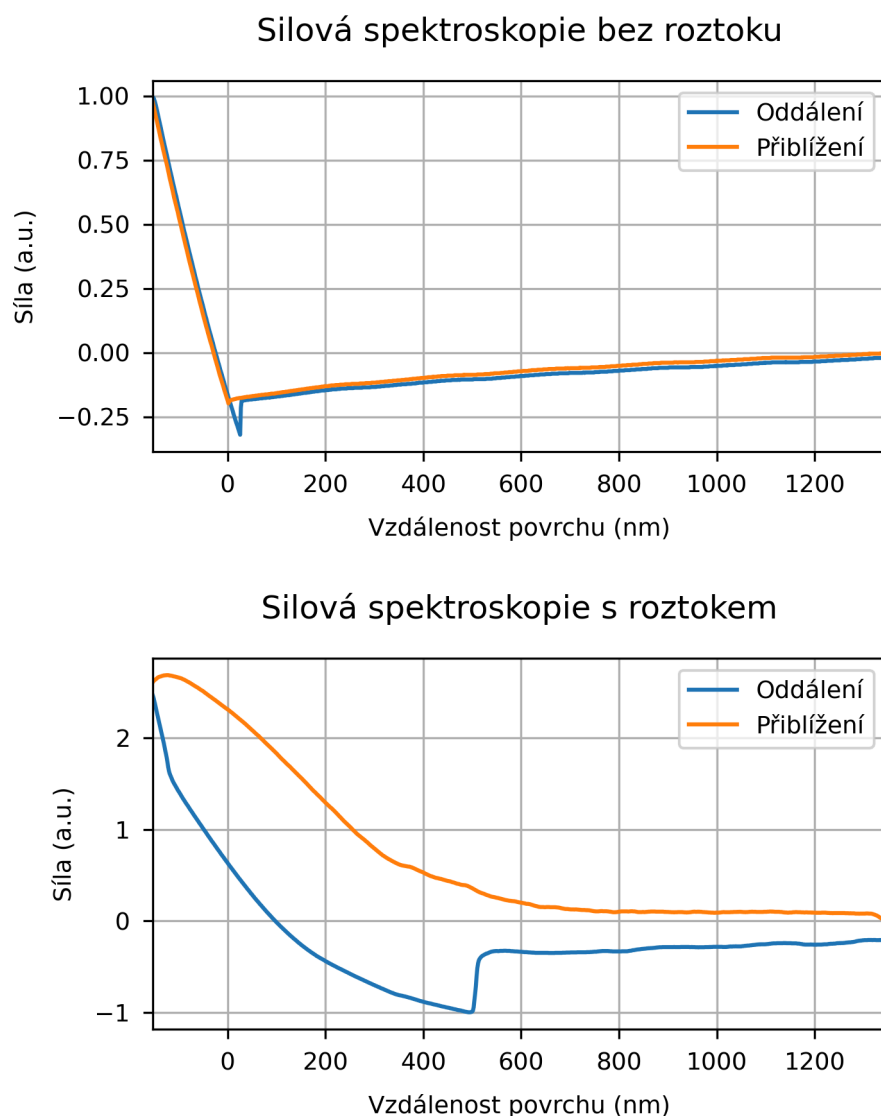 Silová spektroskopie bez roztoku
1.00
0.75
0.50
0.25
0.00
−0.25
Síla (a.u.)
Oddálení
Přiblížení
0 200 400 600 800 1000 1200
Vzdálenost povrchu (nm)
Silová spektroskopie s roztokem
2
1
0
−1
Síla (a.u.)
Oddálení
Přiblížení
0 200 400 600 800 1000 1200
Vzdálenost povrchu (nm)